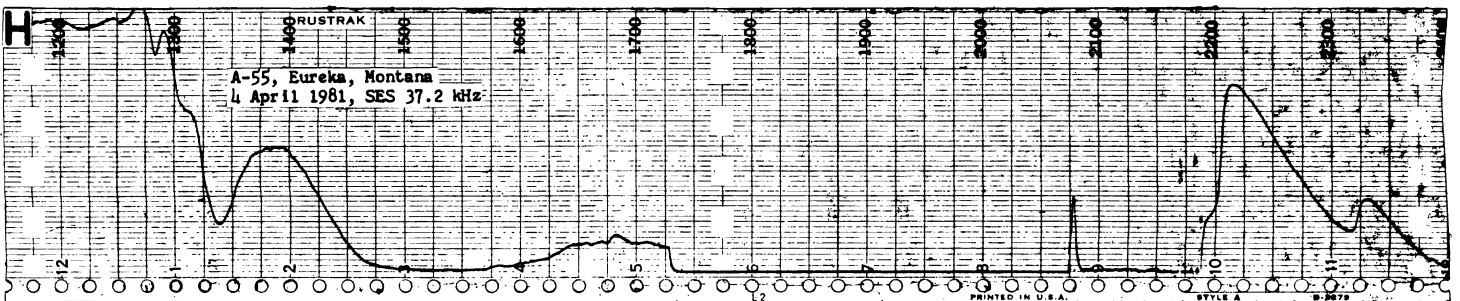 H
1200 1300 1400 1500 1600 1700 1800 1900 2000 2100 2200 2300
RUSTRAK
A-55, Eureka, Montana
4 April 1981, SES 37.2 kHz
12 1 2 3 4 5 6 7 8 9 10 11
L2 PRINTED IN U.S.A. STYLE A